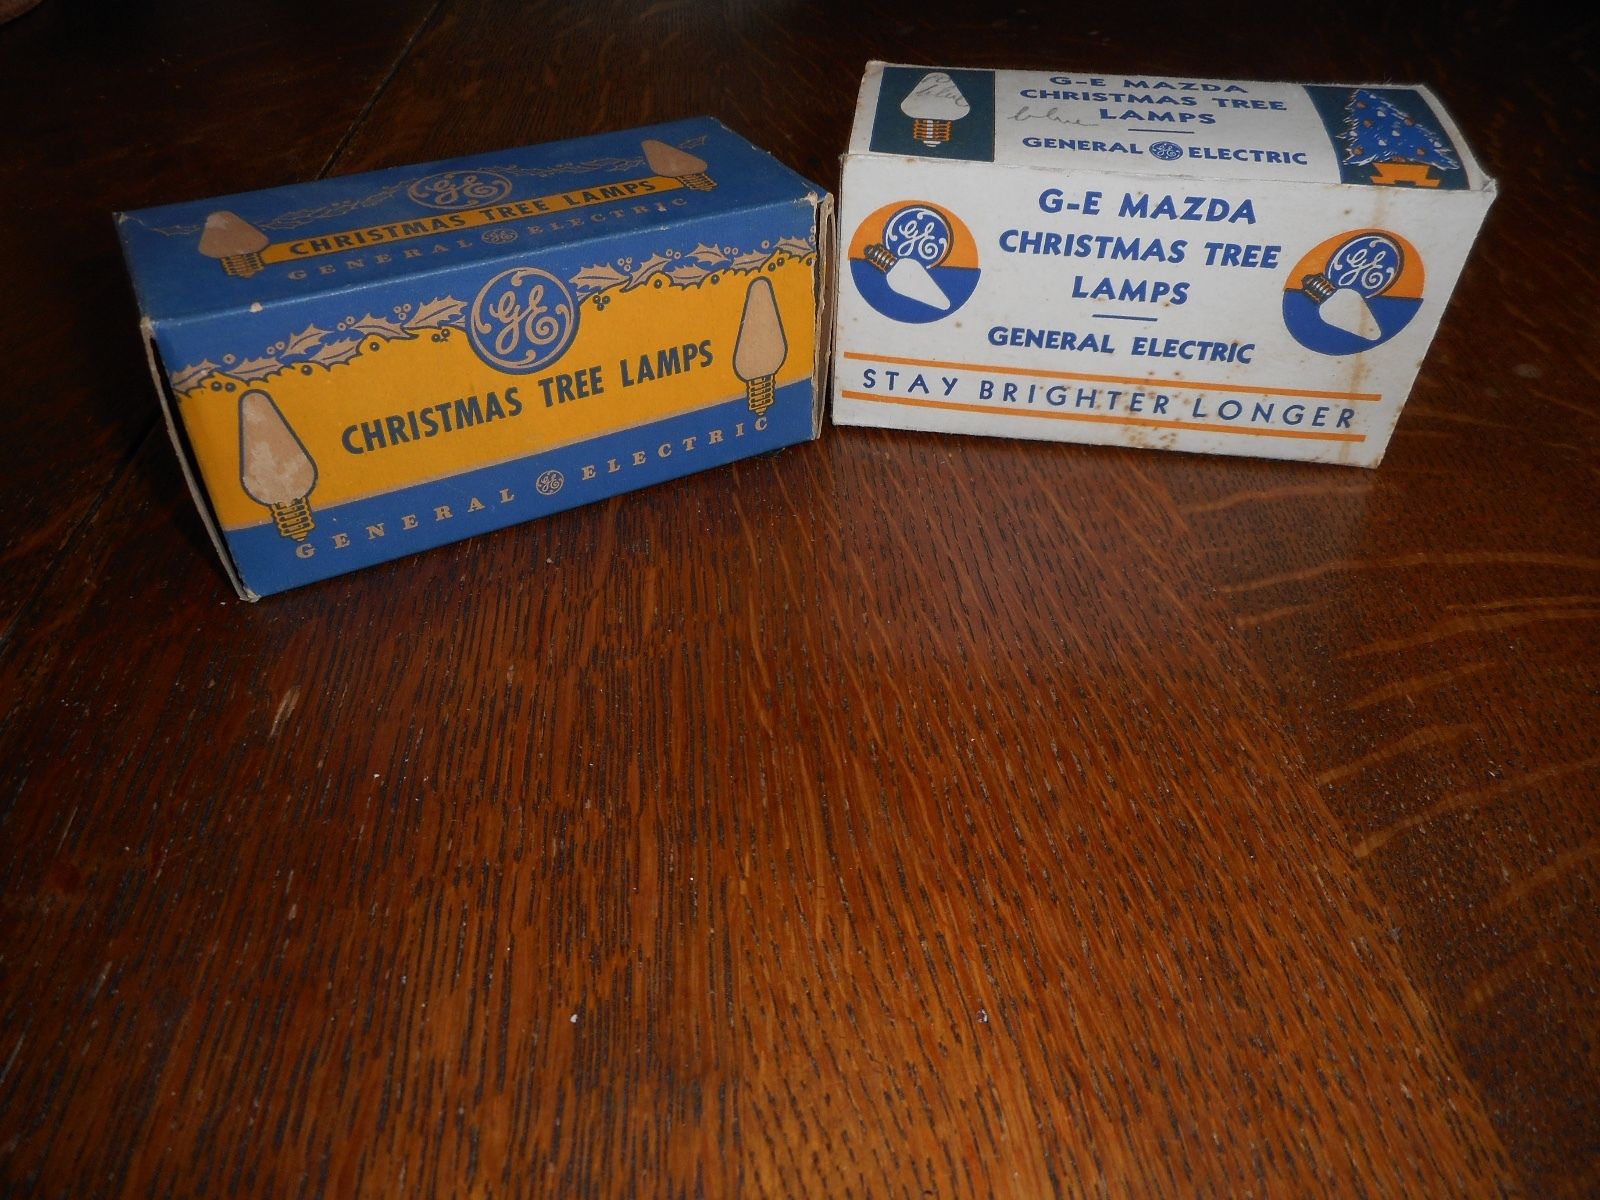 GE
CHRISTMAS TREE LAMPS
GENERAL GE ELECTRIC
GE
CHRISTMAS TREE LAMPS
GENERAL GE ELECTRIC
blue
G-E MAZDA
CHRISTMAS TREE
blue
LAMPS
GENERAL GE ELECTRIC
G-E MAZDA
CHRISTMAS TREE
LAMPS
GENERAL ELECTRIC
GE
GE
STAY BRIGHTER LONGER